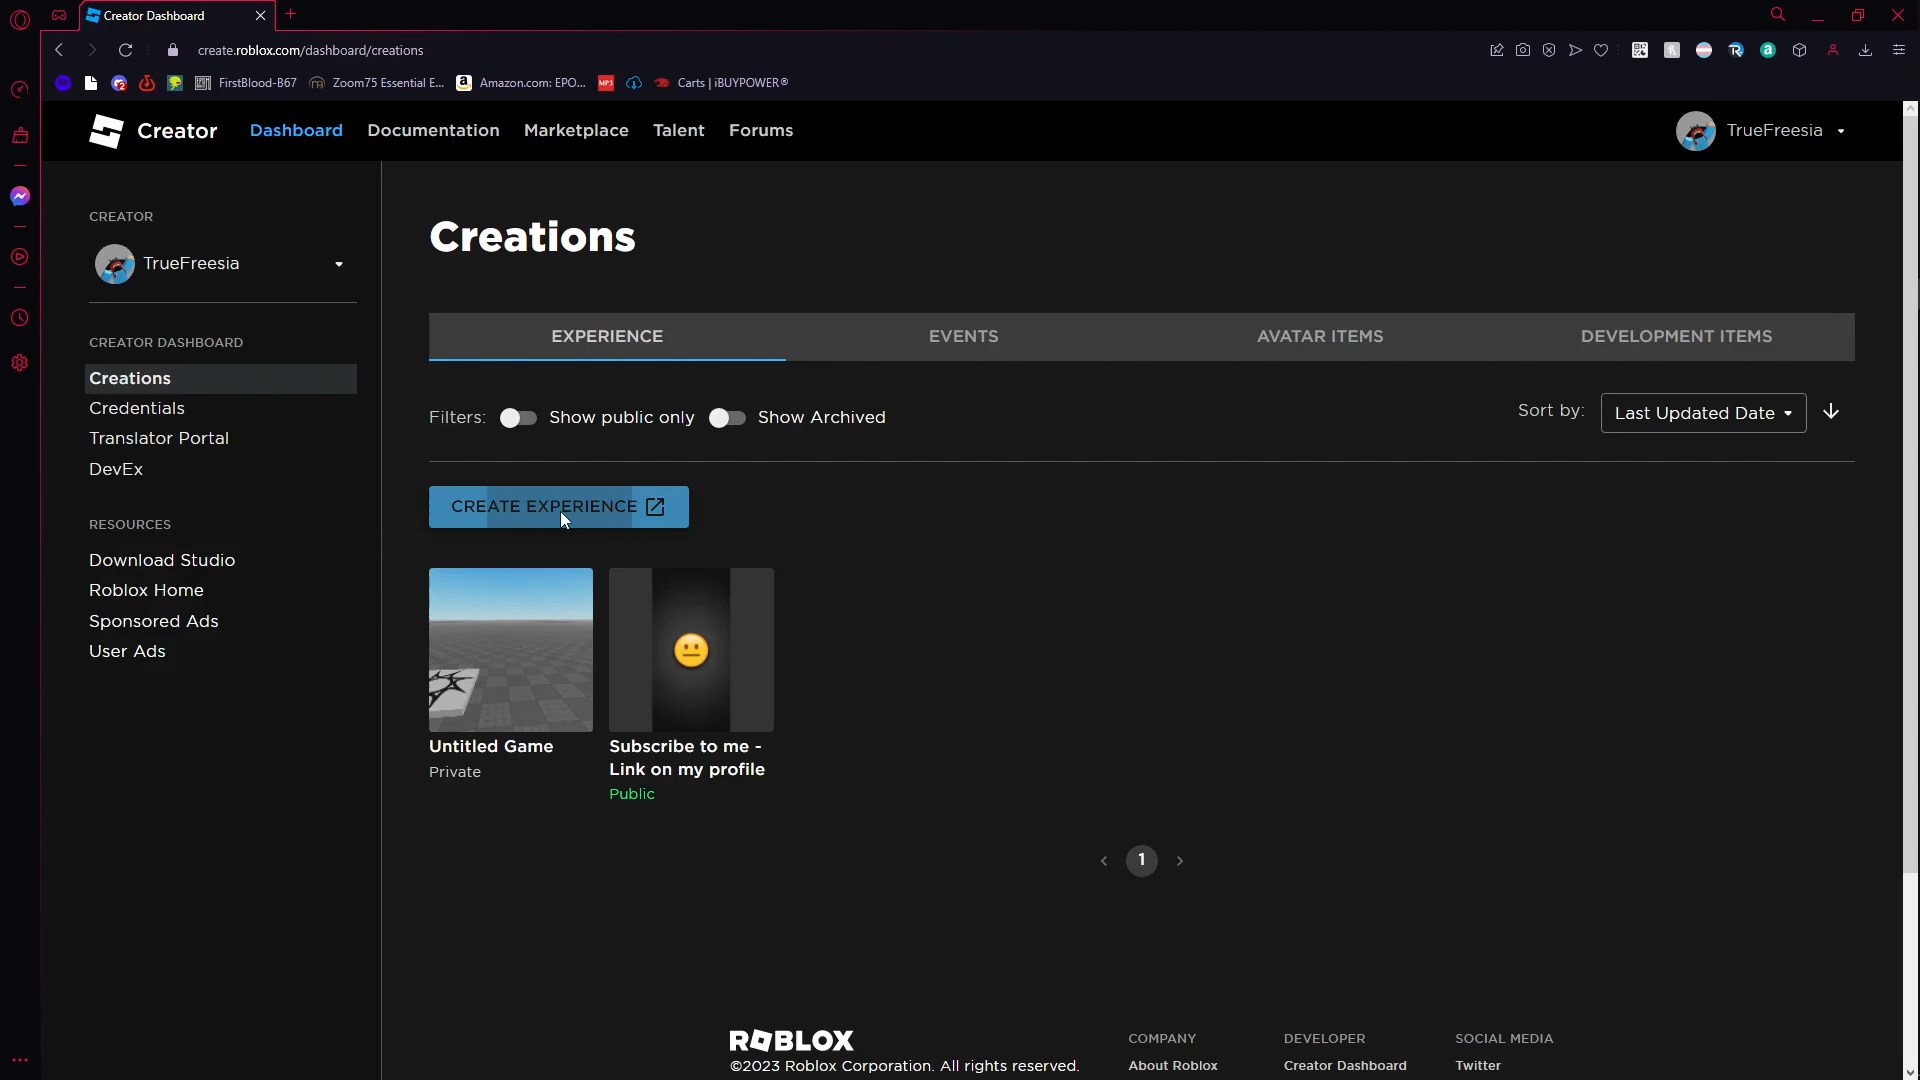 Creator Dashboard
create.roblox.com/dashboard/creations
FirstBlood-B67
Zoom75 Essential E...
Amazon.com: EPO...
MP3
Carts | iBUYPOWER®
Creator
Dashboard
Documentation
Marketplace
Talent
Forums
TrueFreesia
CREATOR
TrueFreesia
CREATOR DASHBOARD
Creations
Credentials
Translator Portal
DevEx
RESOURCES
Download Studio
Roblox Home
Sponsored Ads
User Ads
Creations
EXPERIENCE
EVENTS
AVATAR ITEMS
DEVELOPMENT ITEMS
Filters:
Show public only
Show Archived
Sort by:
Last Updated Date
CREATE EXPERIENCE
Untitled Game
Private
Subscribe to me -
Link on my profile
Public
1
ROBLOX
©2023 Roblox Corporation. All rights reserved.
COMPANY
About Roblox
DEVELOPER
Creator Dashboard
SOCIAL MEDIA
Twitter